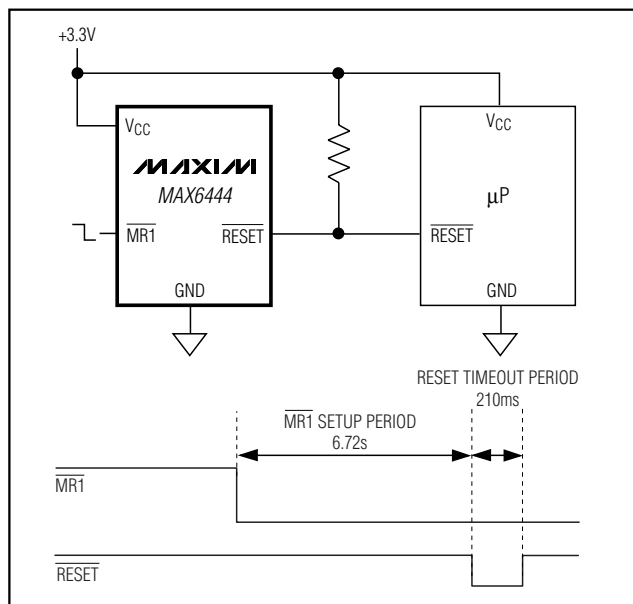 +3.3V
VCC
VCC
MAXIM
MAX6444
μP
MR1
RESET
RESET
GND
GND
RESET TIMEOUT PERIOD
210ms
MR1 SETUP PERIOD
6.72s
MR1
RESET